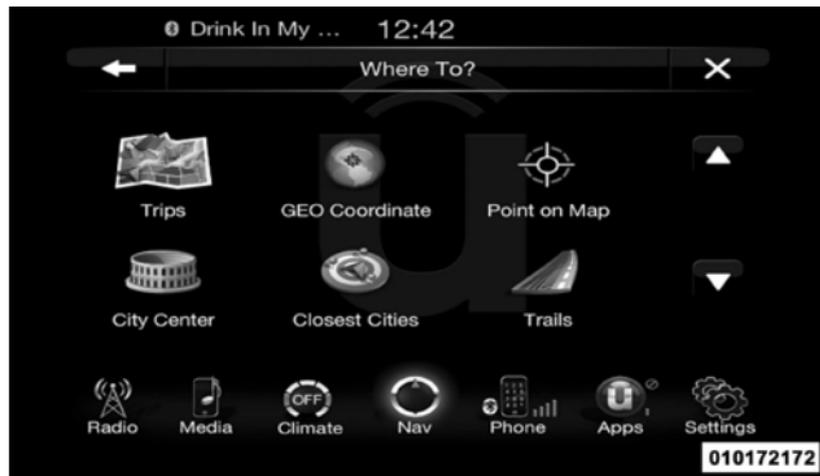 Drink In My ... 12:42
Where To?
Trips GEO Coordinate Point on Map
City Center Closest Cities Trails
OFF
Radio Media Climate Nav Phone Apps Settings
010172172